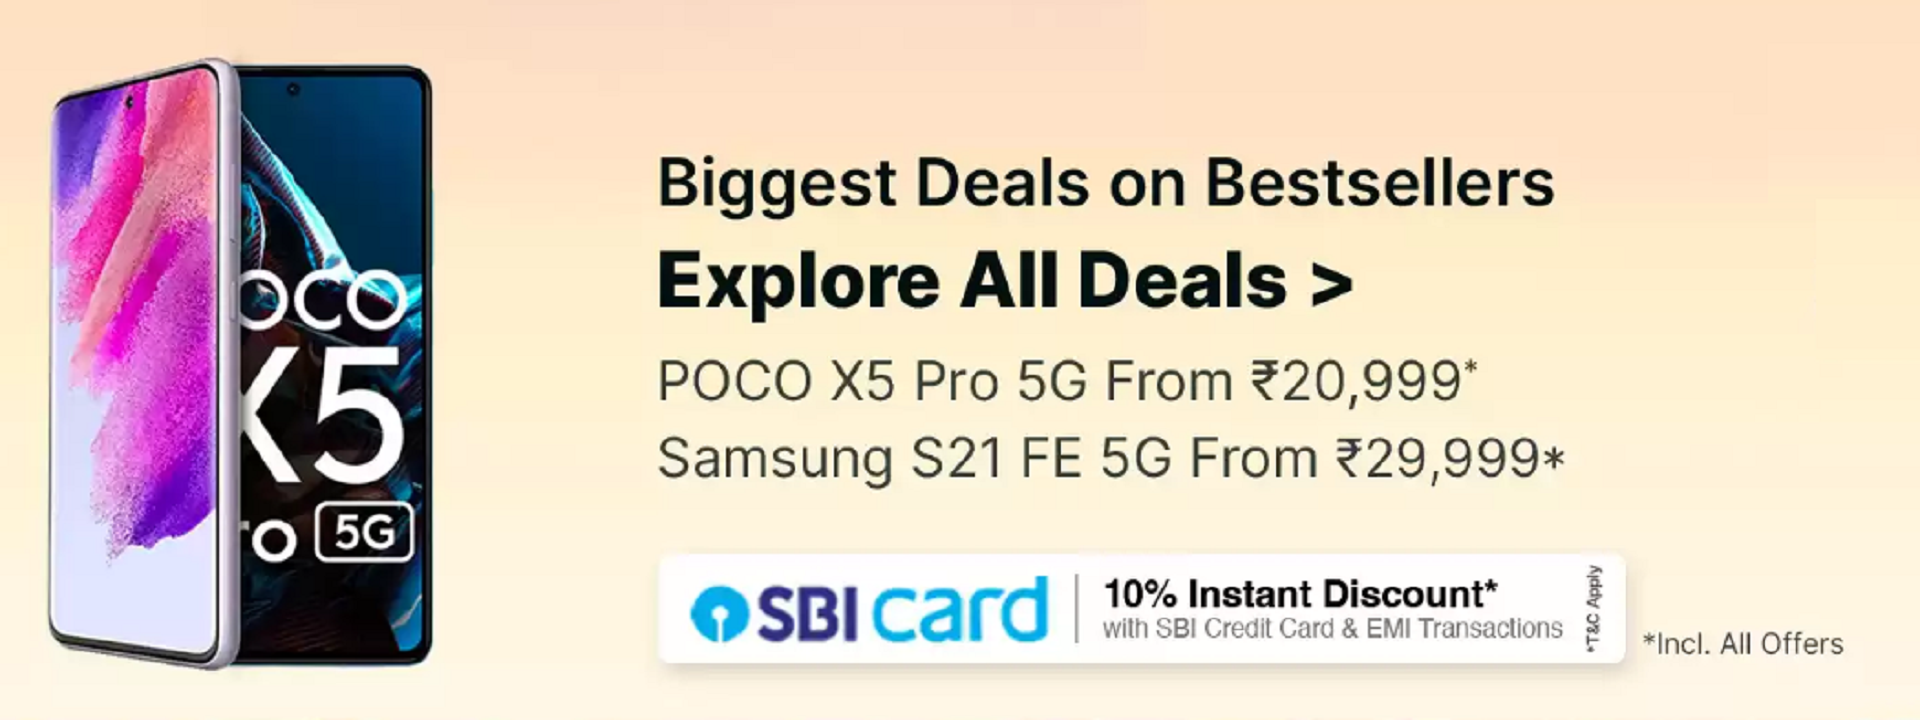 Biggest Deals on Bestsellers
Explore All Deals >
POCO X5 Pro 5G From ₹20,999*
Samsung S21 FE 5G From ₹29,999*
SBI card
10% Instant Discount*
with SBI Credit Card & EMI Transactions
*T&C Apply
*Incl. All Offers
OCO
X5
ro 5G